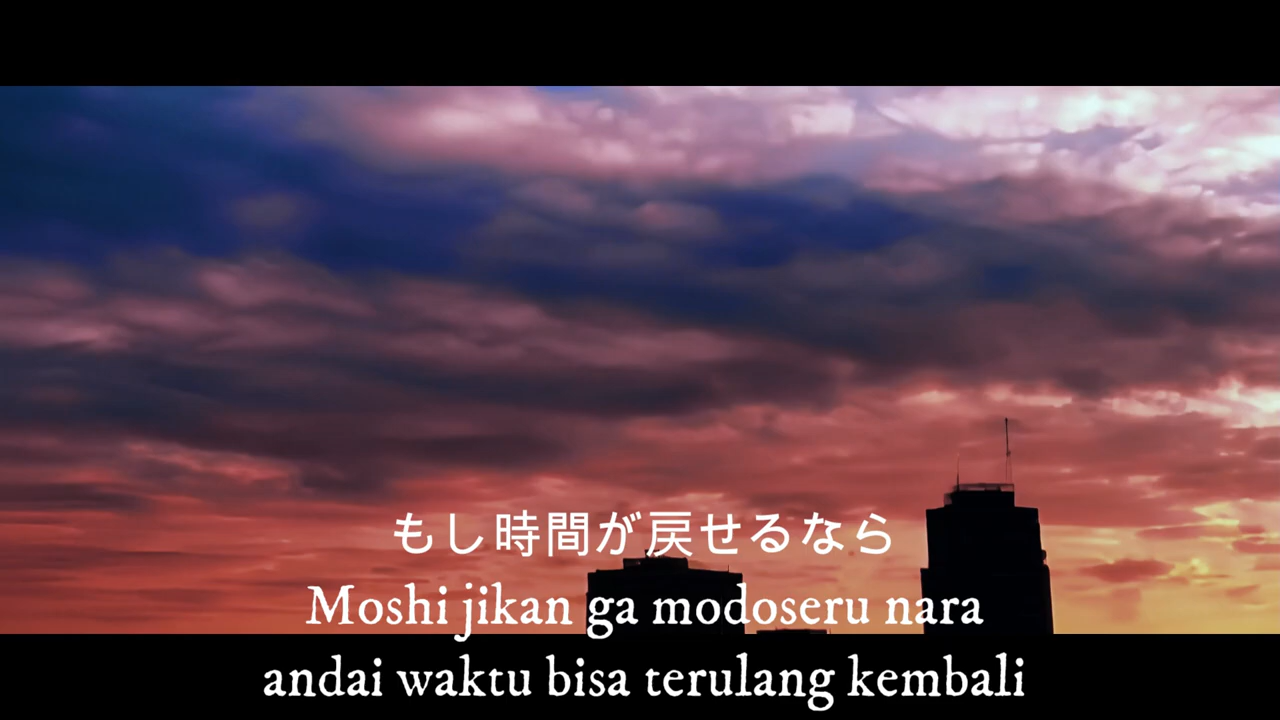 もし時間が戻せるなら
Moshi jikan ga modoseru nara
andai waktu bisa terulang kembali